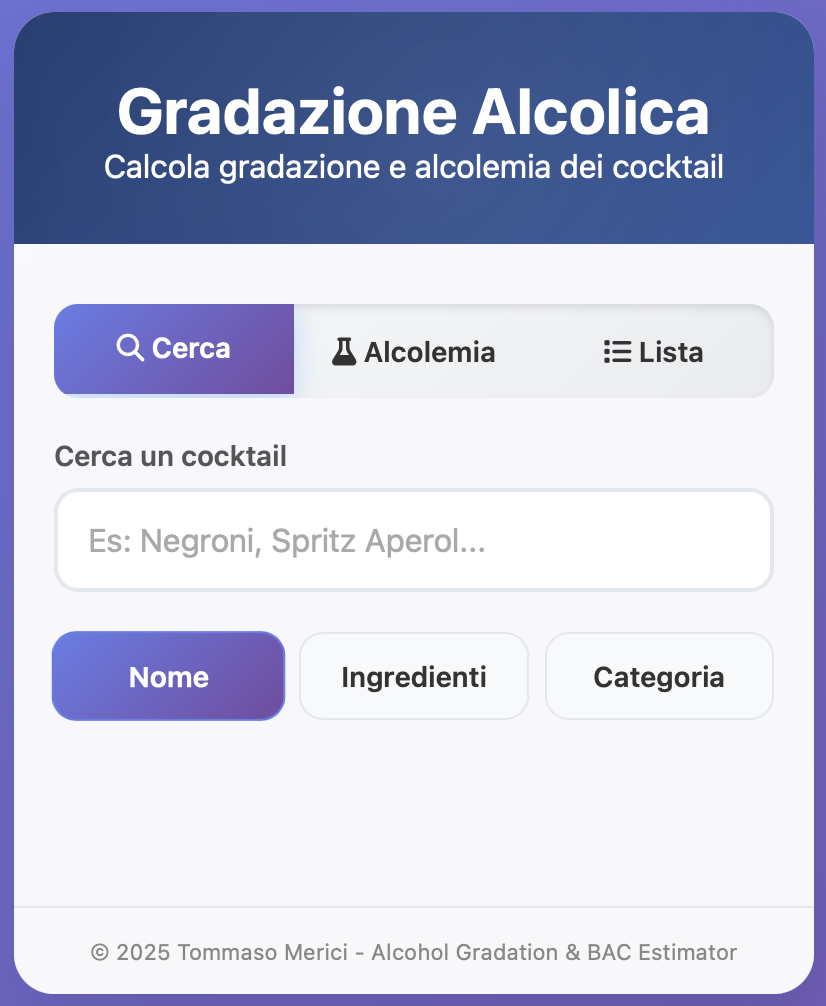 Gradazione Alcolica
Calcola gradazione e alcolemia dei cocktail
Cerca Alcolemia Lista
Cerca un cocktail
Es: Negroni, Spritz Aperol...
Nome Ingredienti Categoria
© 2025 Tommaso Merici - Alcohol Gradation & BAC Estimator